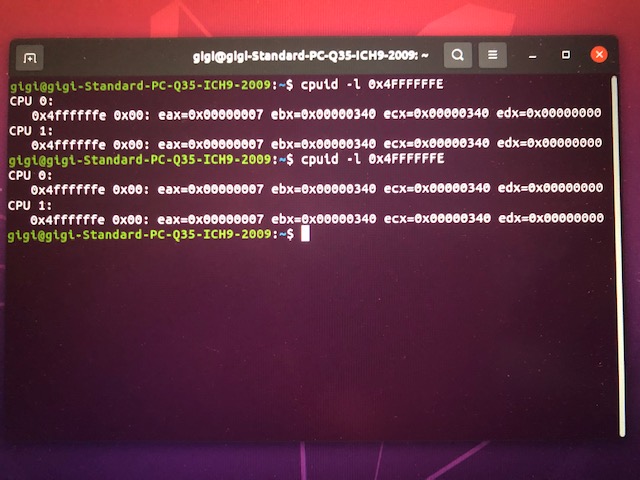 gigi@gigi-Standard-PC-Q35-ICH9-2009: ~
gigi@gigi-Standard-PC-Q35-ICH9-2009:~$ cpuid -l 0x4FFFFFFE
CPU 0:
   0x4ffffffe 0x00: eax=0x00000007 ebx=0x00000340 ecx=0x00000340 edx=0x00000000
CPU 1:
   0x4ffffffe 0x00: eax=0x00000007 ebx=0x00000340 ecx=0x00000340 edx=0x00000000
gigi@gigi-Standard-PC-Q35-ICH9-2009:~$ cpuid -l 0x4FFFFFFE
CPU 0:
   0x4ffffffe 0x00: eax=0x00000007 ebx=0x00000340 ecx=0x00000340 edx=0x00000000
CPU 1:
   0x4ffffffe 0x00: eax=0x00000007 ebx=0x00000340 ecx=0x00000340 edx=0x00000000
gigi@gigi-Standard-PC-Q35-ICH9-2009:~$